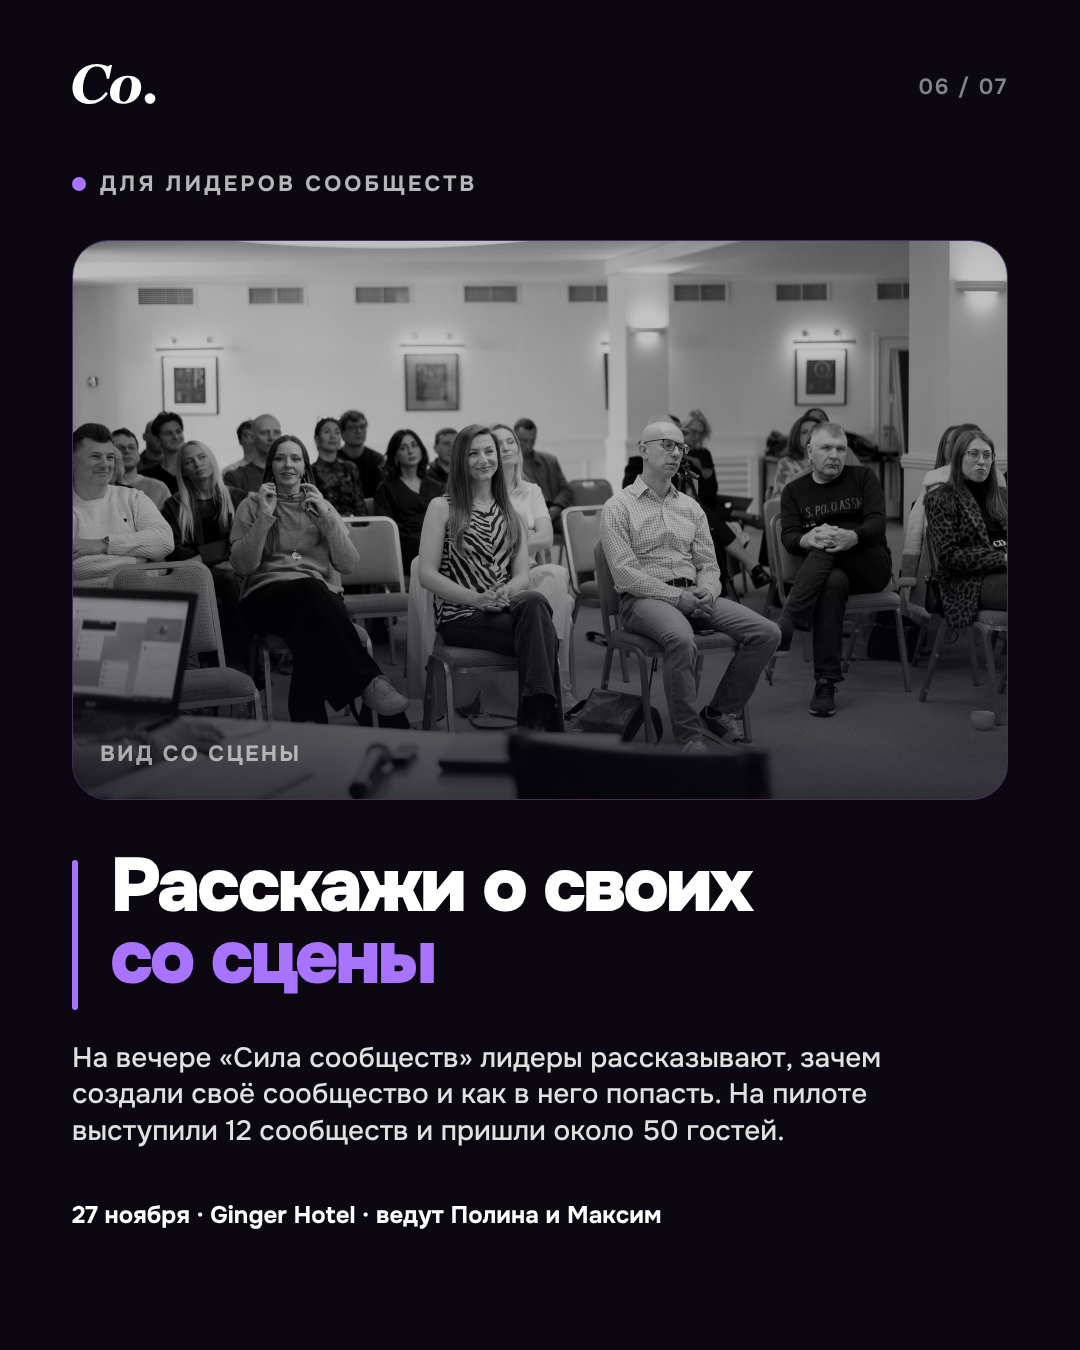 Co.
06 / 07
ДЛЯ ЛИДЕРОВ СООБЩЕСТВ
U.S. POLO ASSN
ВИД СО СЦЕНЫ
Расскажи о своих
со сцены
На вечере «Сила сообществ» лидеры рассказывают, зачем
создали своё сообщество и как в него попасть. На пилоте
выступили 12 сообществ и пришли около 50 гостей.
27 ноября · Ginger Hotel · ведут Полина и Максим